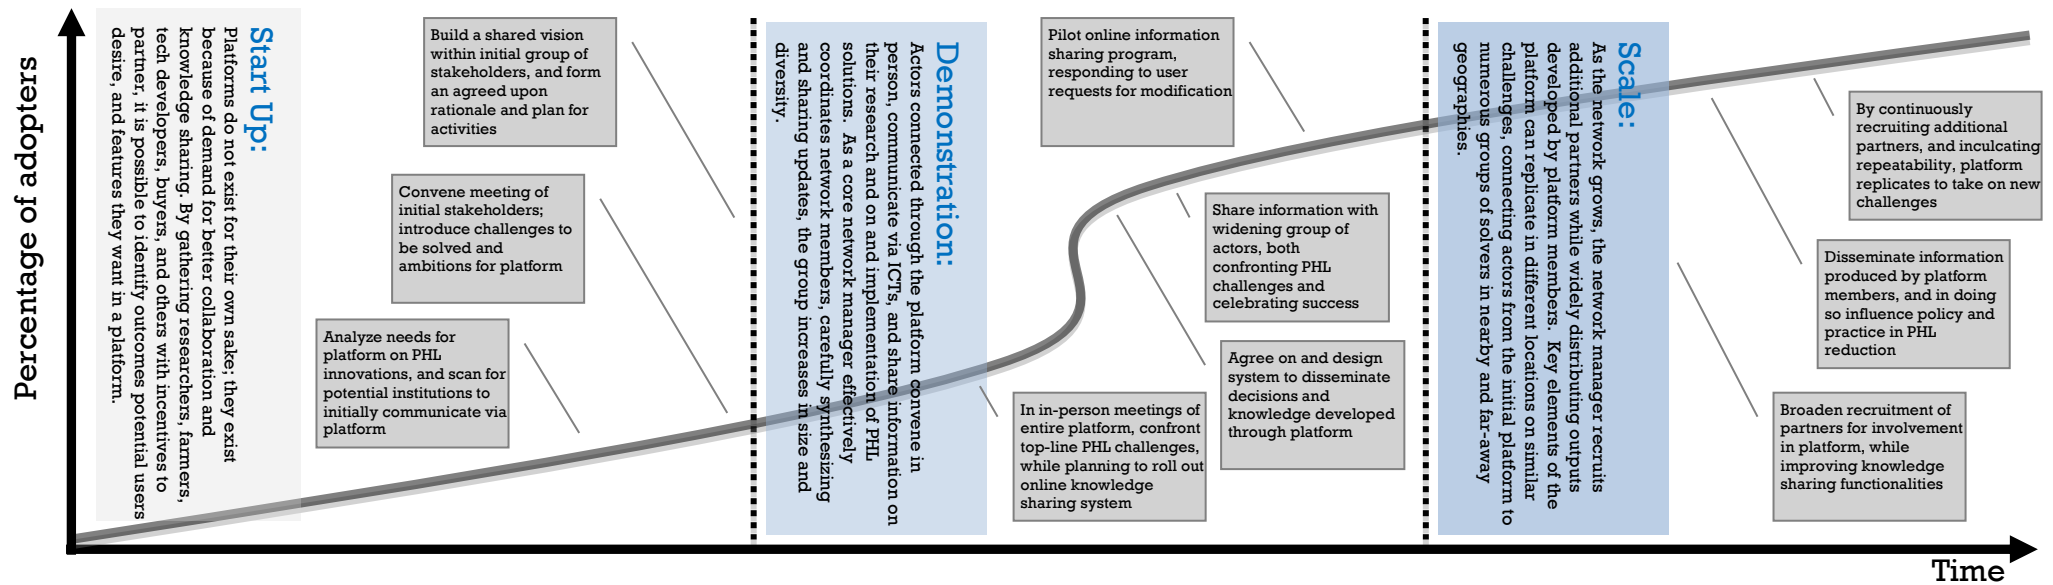 Percentage of adopters
Start Up:
Platforms do not exist for their own sake; they exist
because of demand for better collaboration and
knowledge sharing. By gathering researchers, farmers,
tech developers, buyers, and others with incentives to
partner, it is possible to identify outcomes potential users
desire, and features they want in a platform.
Build a shared vision
within initial group of
stakeholders, and form
an agreed upon
rationale and plan for
activities
Convene meeting of
initial stakeholders;
introduce challenges to
be solved and
ambitions for platform
Analyze needs for
platform on PHL
innovations, and scan for
potential institutions to
initially communicate via
platform
Demonstration:
Actors connected through the platform convene in
person, communicate via ICTs, and share information on
their research and on and implementation of PHL
solutions.  As a core network manager effectively
coordinates network members, carefully synthesizing
and sharing updates, the group increases in size and
diversity.
Pilot online information
sharing program,
responding to user
requests for modification
Share information with
widening group of
actors, both
confronting PHL
challenges and
celebrating success
Agree on and design
system to disseminate
decisions and
knowledge developed
through platform
In in-person meetings of
entire platform, confront
top-line PHL challenges,
while planning to roll out
online knowledge
sharing system
Scale:
As the network grows, the network manager recruits
additional partners while widely distributing outputs
developed by platform members.  Key elements of the
platform can replicate in different locations on similar
challenges, connecting actors from the initial platform to
numerous groups of solvers in nearby and far-away
geographies.
By continuously
recruiting additional
partners, and inculcating
repeatability, platform
replicates to take on new
challenges
Disseminate information
produced by platform
members, and in doing
so influence policy and
practice in PHL
reduction
Broaden recruitment of
partners for involvement
in platform, while
improving knowledge
sharing functionalities
Time